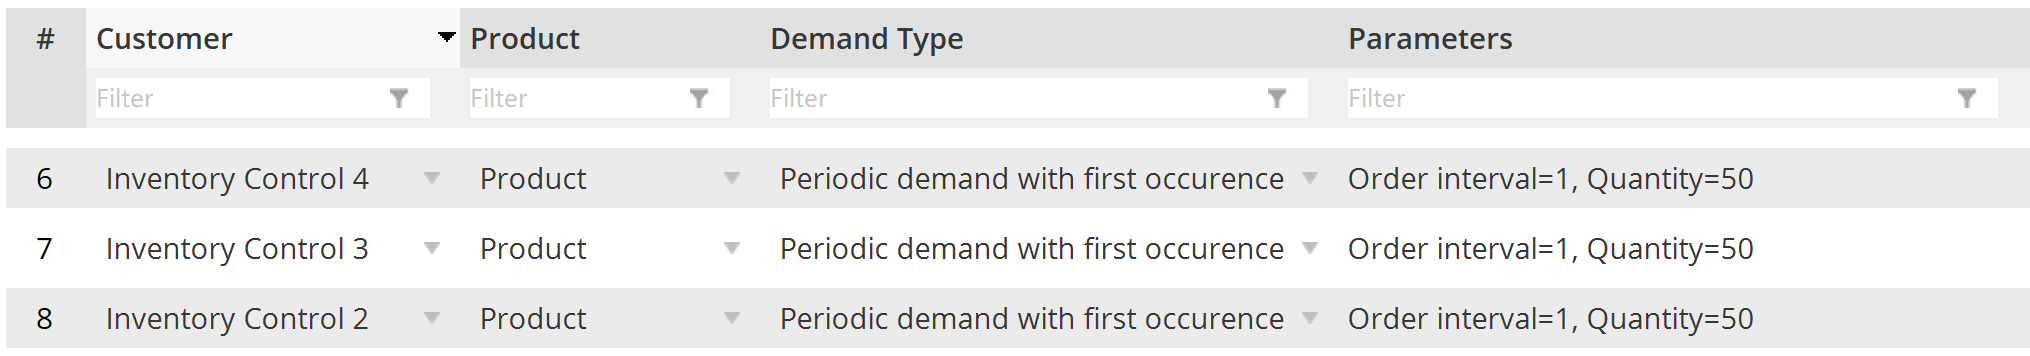 # Customer Product Demand Type Parameters
Filter Filter Filter Filter
6 Inventory Control 4 Product Periodic demand with first occurence Order interval=1, Quantity=50
7 Inventory Control 3 Product Periodic demand with first occurence Order interval=1, Quantity=50
8 Inventory Control 2 Product Periodic demand with first occurence Order interval=1, Quantity=50